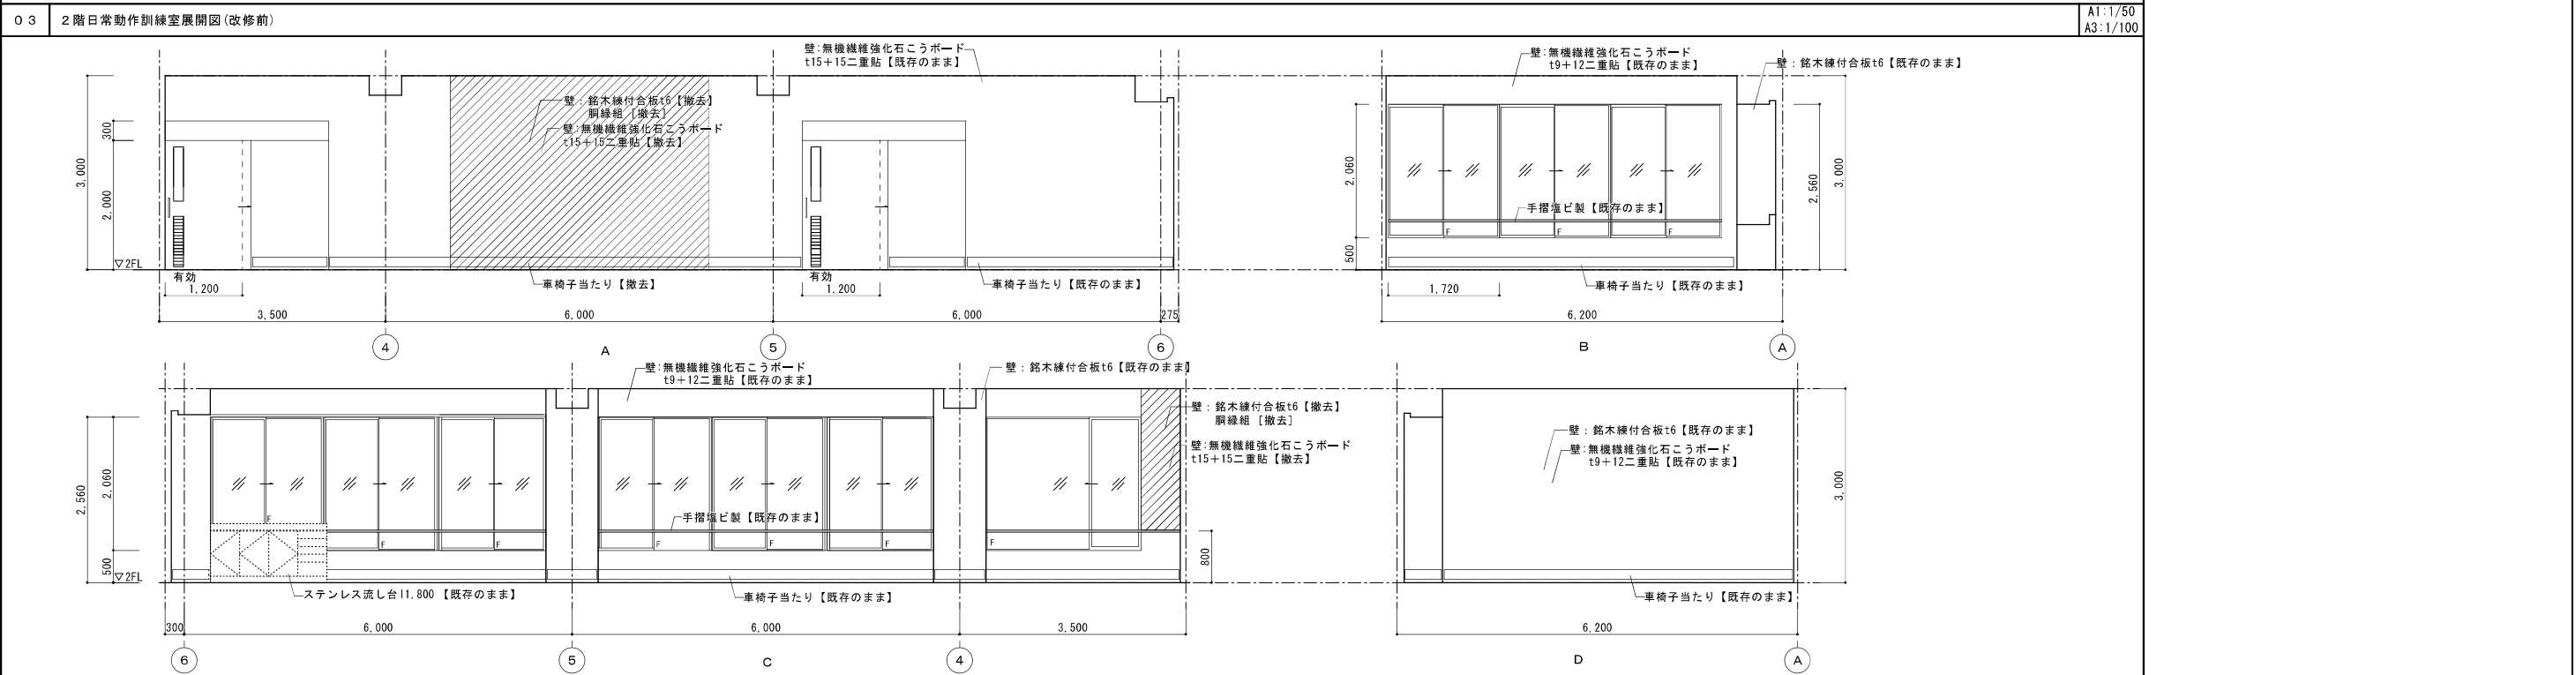 03 2階日常動作訓練室展開図(改修前)
A1:1/50
A3:1/100
壁:無機繊維強化石こうボード
t15+15二重貼【既存のまま】
壁:無機繊維強化石こうボード
t9+12二重貼【既存のまま】
壁：銘木練付合板t6【既存のまま】
壁：銘木練付合板t6【撤去】
胴縁組［撤去］
壁:無機繊維強化石こうボード
t15+15二重貼【撤去】
3,000
300
2,000
▽2FL
有効
1,200
車椅子当たり【撤去】
有効
1,200
車椅子当たり【既存のまま】
3,500
6,000
6,000
275
4
A
5
6
2,060
500
手摺塩ビ製【既存のまま】
F
F
F
2,560
3,000
車椅子当たり【既存のまま】
1,720
6,200
B
A
壁:無機繊維強化石こうボード
t9+12二重貼【既存のまま】
壁：銘木練付合板t6【既存のまま】
壁：銘木練付合板t6【撤去】
胴縁組［撤去］
壁:無機繊維強化石こうボード
t15+15二重貼【撤去】
2,560
2,060
500
▽2FL
手摺塩ビ製【既存のまま】
F
F
F
F
F
F
F
800
ステンレス流し台l1,800 【既存のまま】
車椅子当たり【既存のまま】
300
6,000
6,000
3,500
6
5
C
4
壁：銘木練付合板t6【既存のまま】
壁:無機繊維強化石こうボード
t9+12二重貼【既存のまま】
3,000
車椅子当たり【既存のまま】
6,200
D
A